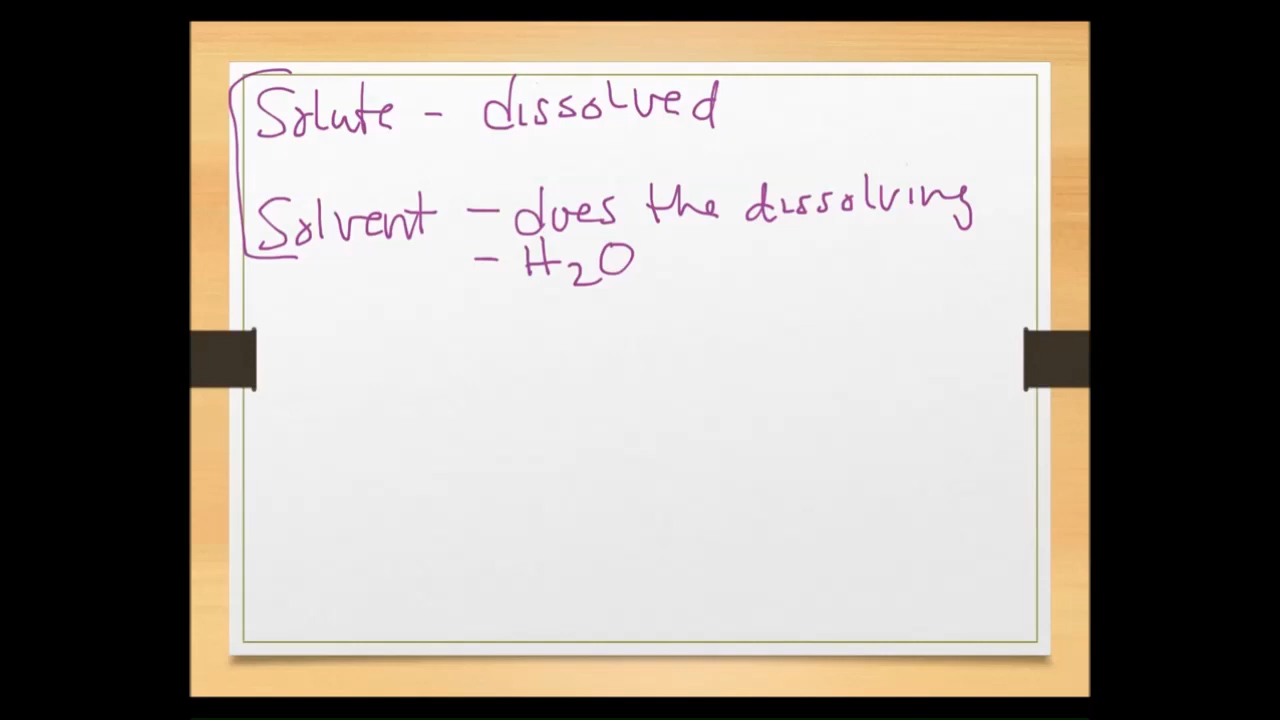 Solute - dissolved
Solvent - does the dissolving
- H₂O